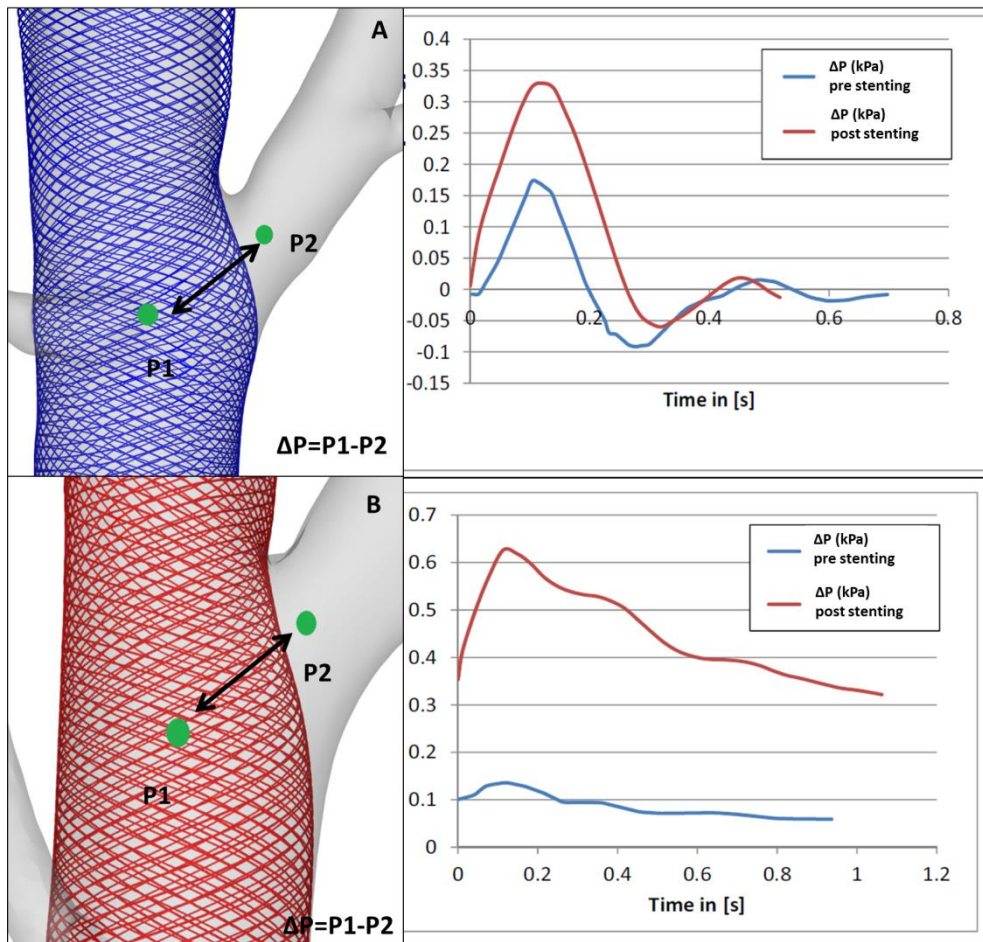 A
P2
P1
ΔP=P1-P2
0.4
0.35
0.3
0.25
0.2
0.15
0.1
0.05
0
-0.05
-0.1
-0.15
0
0.2
0.4
0.6
0.8
Time in [s]
ΔP (kPa)
pre stenting
ΔP (kPa)
post stenting
B
P2
P1
ΔP=P1-P2
0.7
0.6
0.5
0.4
0.3
0.2
0.1
0
0
0.2
0.4
0.6
0.8
1
1.2
Time in [s]
ΔP (kPa)
pre stenting
ΔP (kPa)
post stenting